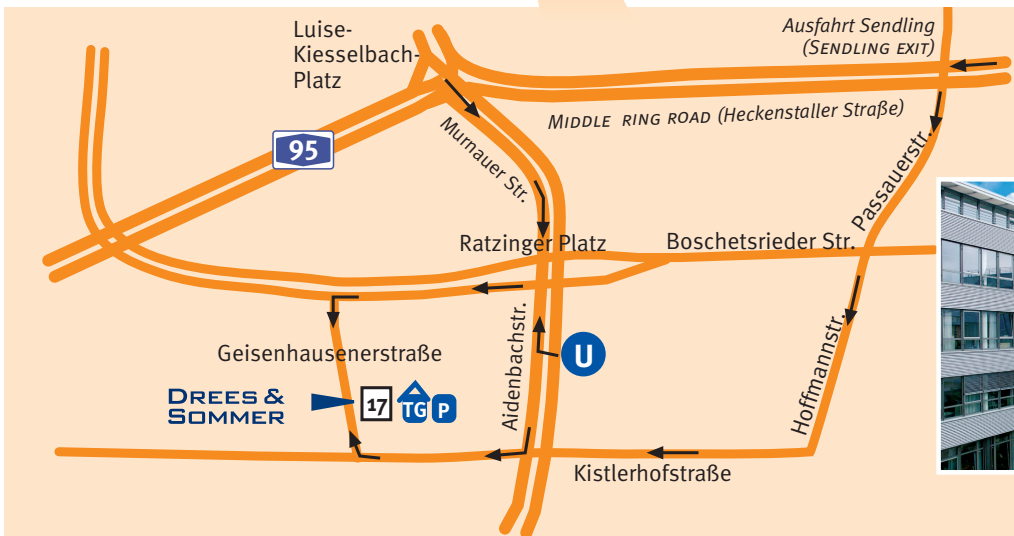 Luise-
Kiesselbach-
Platz
Ausfahrt Sendling
(SENDLING EXIT)
MIDDLE RING ROAD (Heckenstaller Straße)
95
Murnauer Str.
Passauerstr.
Ratzinger Platz
Boschetsrieder Str.
Aidenbachstr.
U
Hoffmannstr.
Geisenhausenerstraße
DREES &
SOMMER
17
TG
P
Kistlerhofstraße